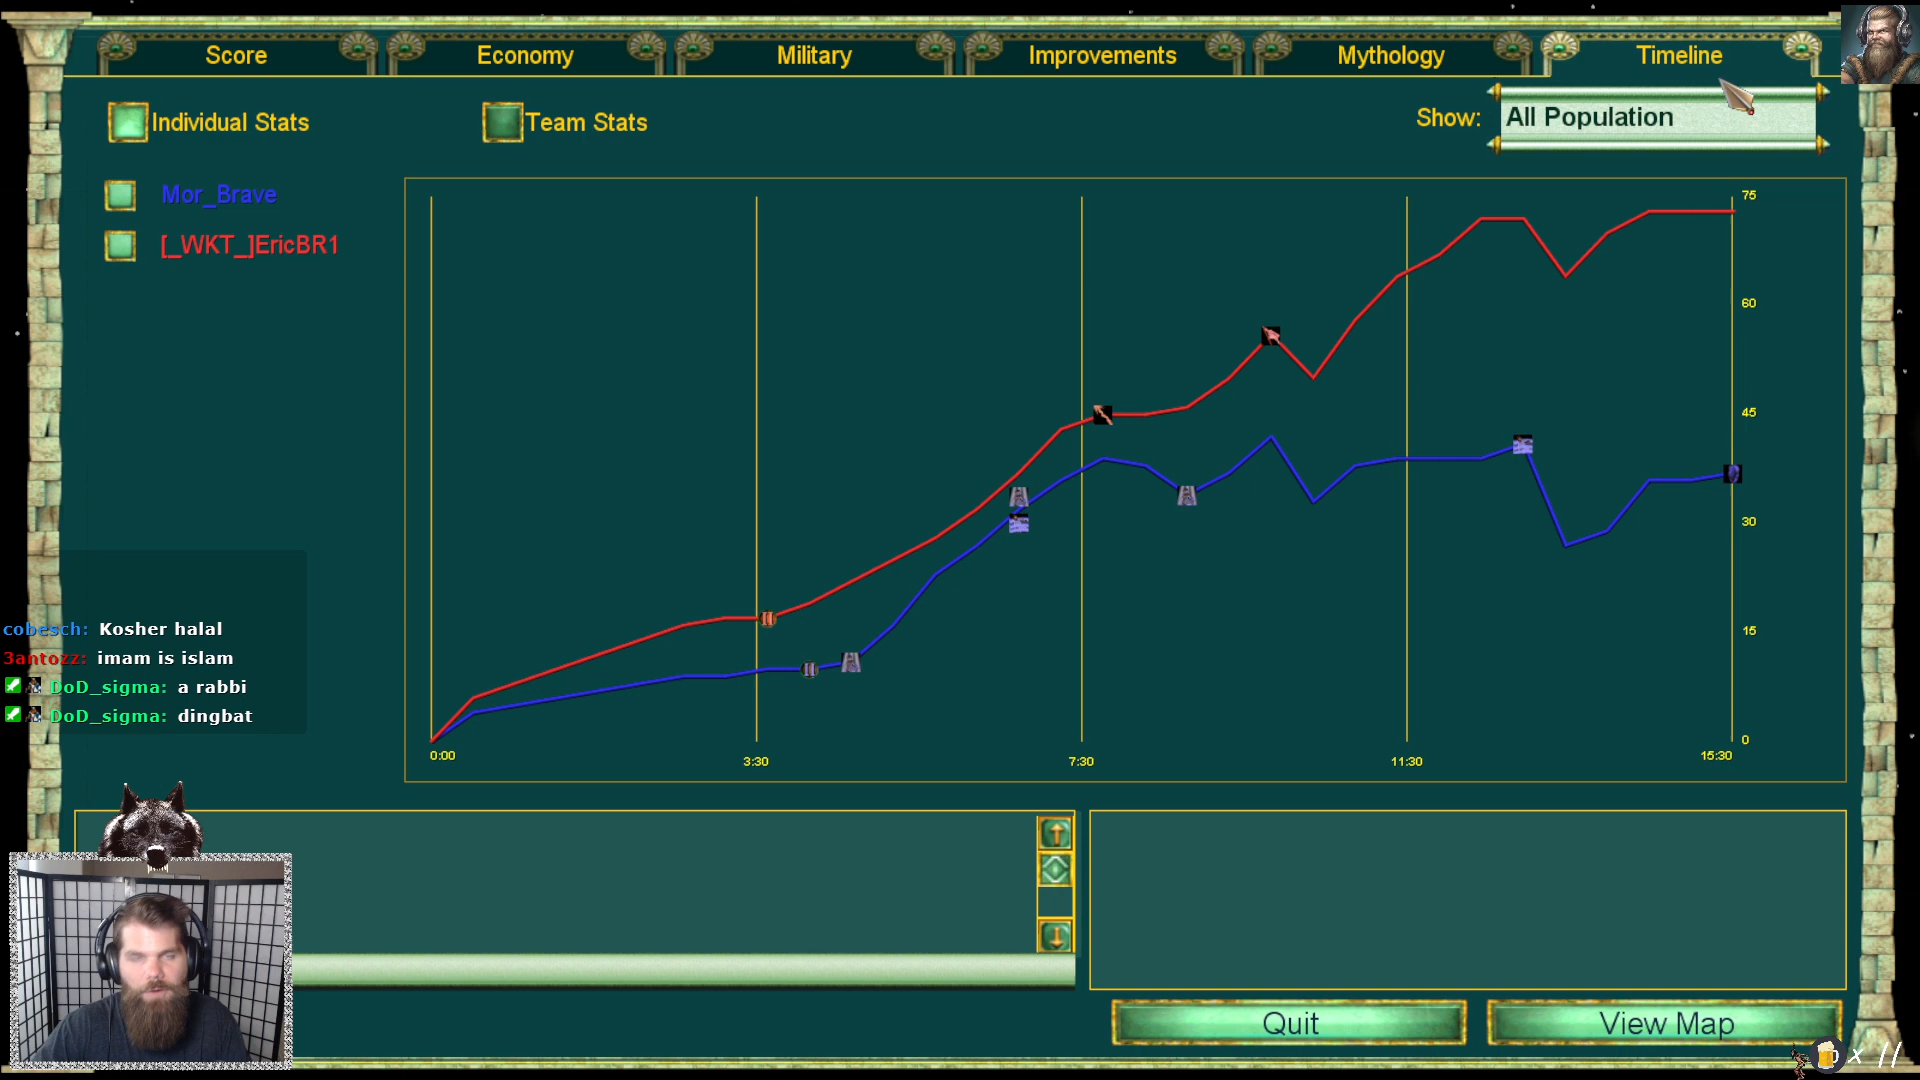 Score
Economy
Military
Improvements
Mythology
Timeline
Individual Stats
Team Stats
Show:
All Population
Mor_Brave
[_WKT_]EricBR1
75
60
45
30
15
0
0:00
3:30
7:30
11:30
15:30
cobesch: Kosher halal
3antozz: imam is islam
DoD_sigma: a rabbi
DoD_sigma: dingbat
Quit
View Map